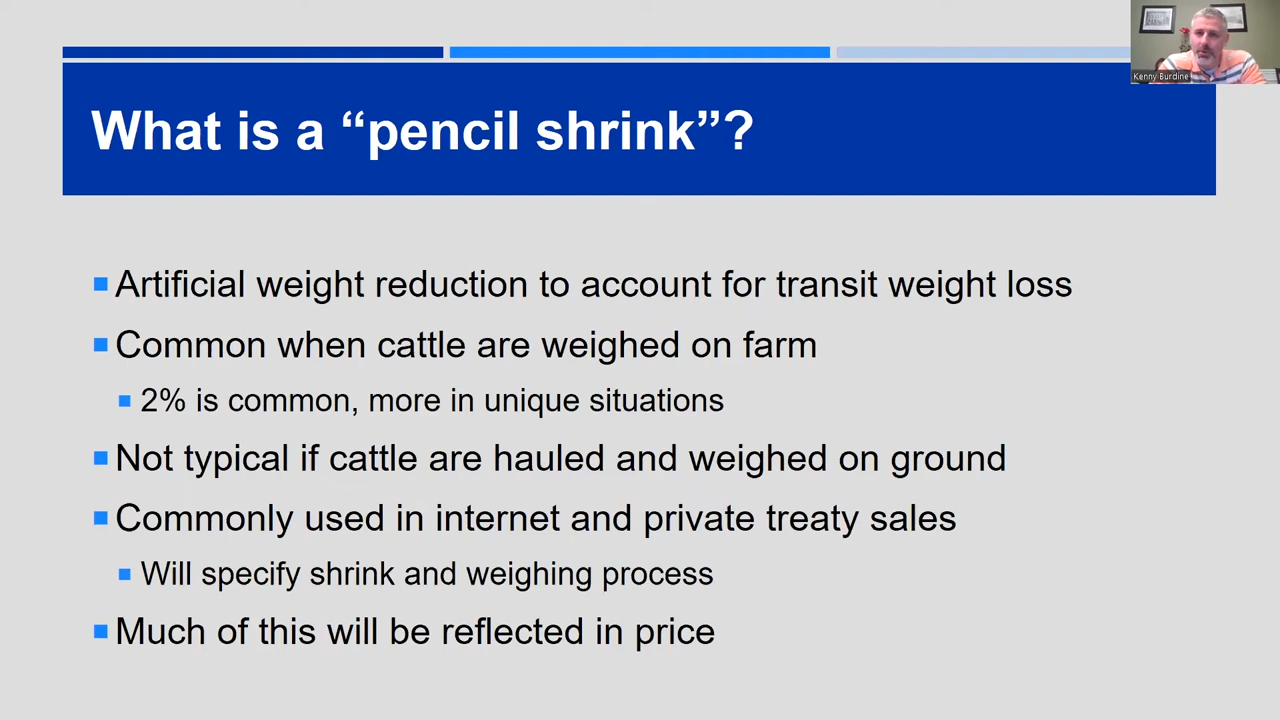 Kenny Burdine
What is a “pencil shrink”?
Artificial weight reduction to account for transit weight loss
Common when cattle are weighed on farm
2% is common, more in unique situations
Not typical if cattle are hauled and weighed on ground
Commonly used in internet and private treaty sales
Will specify shrink and weighing process
Much of this will be reflected in price